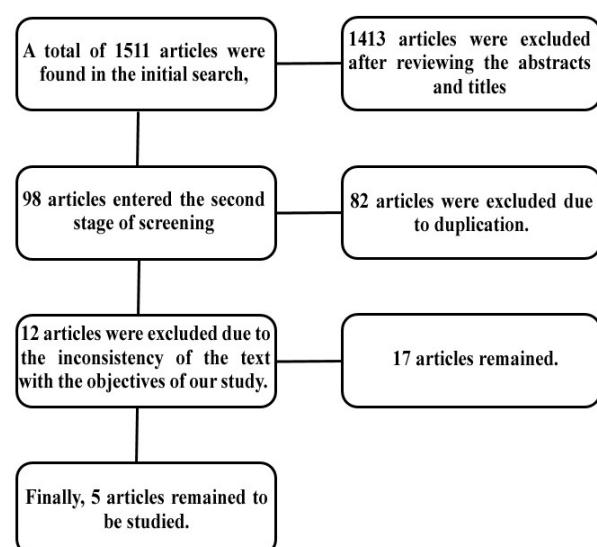 A total of 1511 articles were
found in the initial search,
1413 articles were excluded
after reviewing the abstracts
and titles
98 articles entered the second
stage of screening
82 articles were excluded due
to duplication.
12 articles were excluded due to
the inconsistency of the text
with the objectives of our study.
17 articles remained.
Finally, 5 articles remained to
be studied.